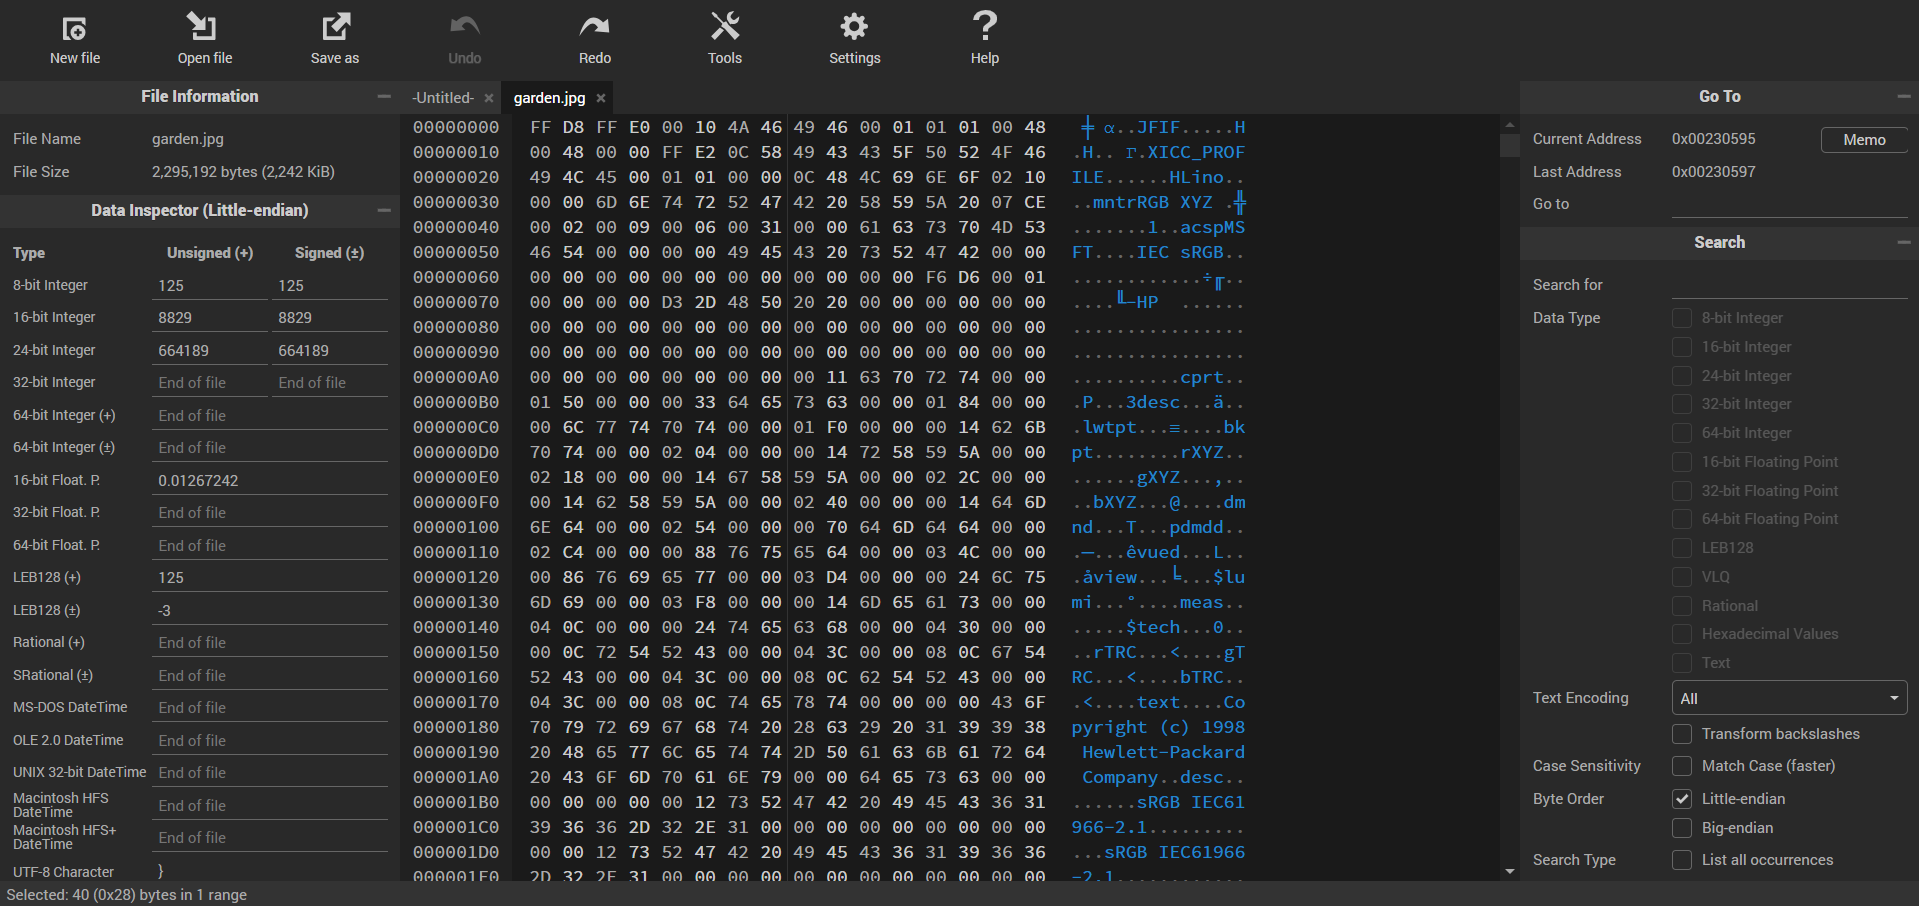 New file Open file Save as Undo Redo Tools Settings Help
File Information
File Name garden.jpg
File Size 2,295,192 bytes (2,242 KiB)
Data Inspector (Little-endian)
Type Unsigned (+) Signed (±)
8-bit Integer 125 125
16-bit Integer 8829 8829
24-bit Integer 664189 664189
32-bit Integer End of file End of file
64-bit Integer (+) End of file
64-bit Integer (±) End of file
16-bit Float. P. 0.01267242
32-bit Float. P. End of file
64-bit Float. P. End of file
LEB128 (+) 125
LEB128 (±) -3
Rational (+) End of file
SRational (±) End of file
MS-DOS DateTime End of file
OLE 2.0 DateTime End of file
UNIX 32-bit DateTime End of file
Macintosh HFS DateTime End of file
Macintosh HFS+ DateTime End of file
UTF-8 Character }
-Untitled- × garden.jpg ×
00000000 FF D8 FF E0 00 10 4A 46 49 46 00 01 01 01 00 48 ╪ α..JFIF.....H
00000010 00 48 00 00 FF E2 0C 58 49 43 43 5F 50 52 4F 46 .H.. Γ.XICC_PROF
00000020 49 4C 45 00 01 01 00 00 0C 48 4C 69 6E 6F 02 10 ILE......HLino..
00000030 00 00 6D 6E 74 72 52 47 42 20 58 59 5A 20 07 CE ..mntrRGB XYZ .╬
00000040 00 02 00 09 00 06 00 31 00 00 61 63 73 70 4D 53 .......1..acspMS
00000050 46 54 00 00 00 00 49 45 43 20 73 52 47 42 00 00 FT....IEC sRGB..
00000060 00 00 00 00 00 00 00 00 00 00 00 00 F6 D6 00 01 ............÷╓..
00000070 00 00 00 00 D3 2D 48 50 20 20 00 00 00 00 00 00 ....╙-HP  ......
00000080 00 00 00 00 00 00 00 00 00 00 00 00 00 00 00 00 ................
00000090 00 00 00 00 00 00 00 00 00 00 00 00 00 00 00 00 ................
000000A0 00 00 00 00 00 00 00 00 00 11 63 70 72 74 00 00 ..........cprt..
000000B0 01 50 00 00 00 33 64 65 73 63 00 00 01 84 00 00 .P...3desc...ä..
000000C0 00 6C 77 74 70 74 00 00 01 F0 00 00 00 14 62 6B .lwtpt...≡....bk
000000D0 70 74 00 00 02 04 00 00 00 14 72 58 59 5A 00 00 pt........rXYZ..
000000E0 02 18 00 00 00 14 67 58 59 5A 00 00 02 2C 00 00 ......gXYZ...,..
000000F0 00 14 62 58 59 5A 00 00 02 40 00 00 00 14 64 6D ..bXYZ...@....dm
00000100 6E 64 00 00 02 54 00 00 00 70 64 6D 64 64 00 00 nd...T...pdmdd..
00000110 02 C4 00 00 00 88 76 75 65 64 00 00 03 4C 00 00 .─...êvued...L..
00000120 00 86 76 69 65 77 00 00 03 D4 00 00 00 24 6C 75 .åview...╘...$lu
00000130 6D 69 00 00 03 F8 00 00 00 14 6D 65 61 73 00 00 mi...°....meas..
00000140 04 0C 00 00 00 24 74 65 63 68 00 00 04 30 00 00 .....$tech...0..
00000150 00 0C 72 54 52 43 00 00 04 3C 00 00 08 0C 67 54 ..rTRC...<....gT
00000160 52 43 00 00 04 3C 00 00 08 0C 62 54 52 43 00 00 RC...<....bTRC..
00000170 04 3C 00 00 08 0C 74 65 78 74 00 00 00 00 43 6F .<....text....Co
00000180 70 79 72 69 67 68 74 20 28 63 29 20 31 39 39 38 pyright (c) 1998
00000190 20 48 65 77 6C 65 74 74 2D 50 61 63 6B 61 72 64  Hewlett-Packard
000001A0 20 43 6F 6D 70 61 6E 79 00 00 64 65 73 63 00 00  Company..desc..
000001B0 00 00 00 00 00 12 73 52 47 42 20 49 45 43 36 31 ......sRGB IEC61
000001C0 39 36 36 2D 32 2E 31 00 00 00 00 00 00 00 00 00 966-2.1.........
000001D0 00 00 12 73 52 47 42 20 49 45 43 36 31 39 36 36 ...sRGB IEC61966
000001E0 2D 32 2E 31 00 00 00 00 00 00 00 00 00 00 00 00 -2.1............
Go To
Current Address 0x00230595 Memo
Last Address 0x00230597
Go to
Search
Search for
Data Type 8-bit Integer
16-bit Integer
24-bit Integer
32-bit Integer
64-bit Integer
16-bit Floating Point
32-bit Floating Point
64-bit Floating Point
LEB128
VLQ
Rational
Hexadecimal Values
Text
Text Encoding All
Transform backslashes
Case Sensitivity Match Case (faster)
Byte Order Little-endian
Big-endian
Search Type List all occurrences
Selected: 40 (0x28) bytes in 1 range